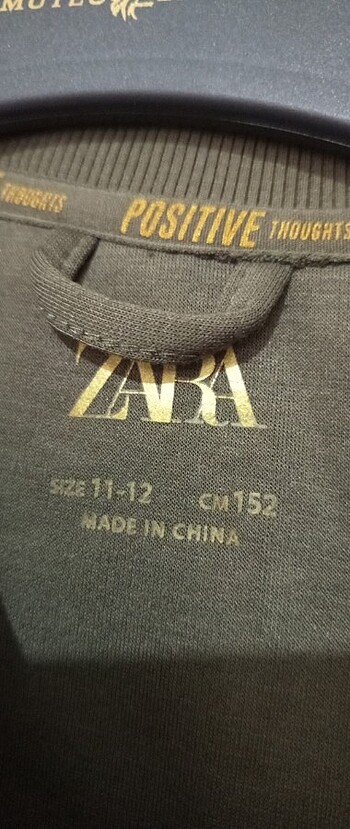 THOUGHTS POSITIVE THOUGHTS
ZARA
SIZE 11-12 CM 152
MADE IN CHINA